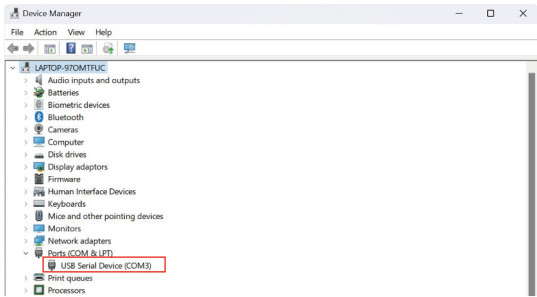 Device Manager
File Action View Help
LAPTOP-97OMTFUC
Audio inputs and outputs
Batteries
Biometric devices
Bluetooth
Cameras
Computer
Disk drives
Display adaptors
Firmware
Human Interface Devices
Keyboards
Mice and other pointing devices
Monitors
Network adapters
Ports (COM & LPT)
USB Serial Device (COM3)
Print queues
Processors